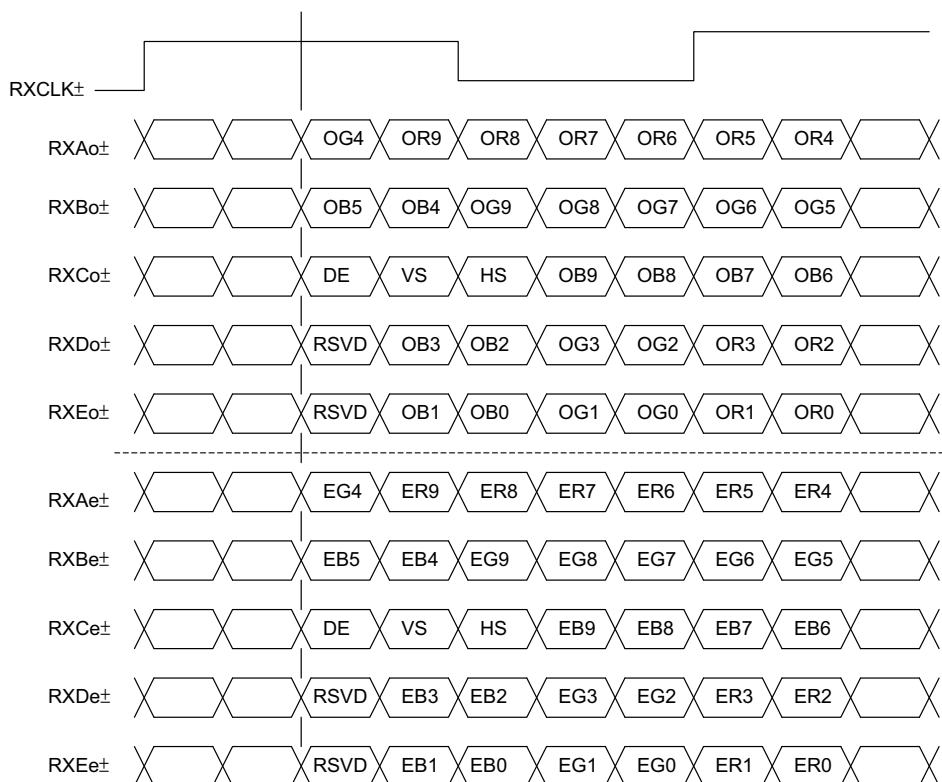 RXCLK±
RXAo± OG4 OR9 OR8 OR7 OR6 OR5 OR4
RXBo± OB5 OB4 OG9 OG8 OG7 OG6 OG5
RXCo± DE VS HS OB9 OB8 OB7 OB6
RXDo± RSVD OB3 OB2 OG3 OG2 OR3 OR2
RXEo± RSVD OB1 OB0 OG1 OG0 OR1 OR0
RXAe± EG4 ER9 ER8 ER7 ER6 ER5 ER4
RXBe± EB5 EB4 EG9 EG8 EG7 EG6 EG5
RXCe± DE VS HS EB9 EB8 EB7 EB6
RXDe± RSVD EB3 EB2 EG3 EG2 ER3 ER2
RXEe± RSVD EB1 EB0 EG1 EG0 ER1 ER0